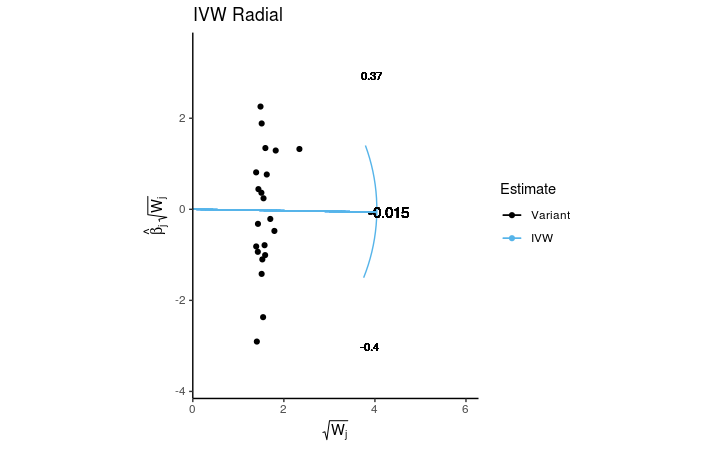 IVW Radial
0.37
2
0
-2
-4
-0.015
-0.4
0 2 4 6
β̂j√Wj
√Wj
Estimate
Variant
IVW